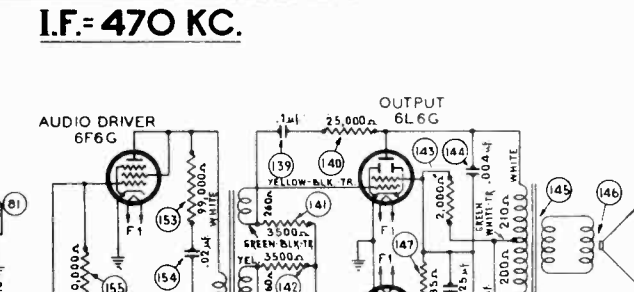 I.F.= 470 KC.
AUDIO DRIVER
6F6G
OUTPUT
6L6G
.1µf
25,000Ω
139
140
143
144
.004µf
WHITE
YELLOW-BLK. TR.
81
153
99,000Ω
WHITE
260Ω
141
3500Ω
GREEN-BLK-TR
YEL.
3500Ω
142
2,000Ω
GREEN
WHITE-TR.
210Ω
200Ω
145
146
F1
F1
F1
147
154
.02µf
155